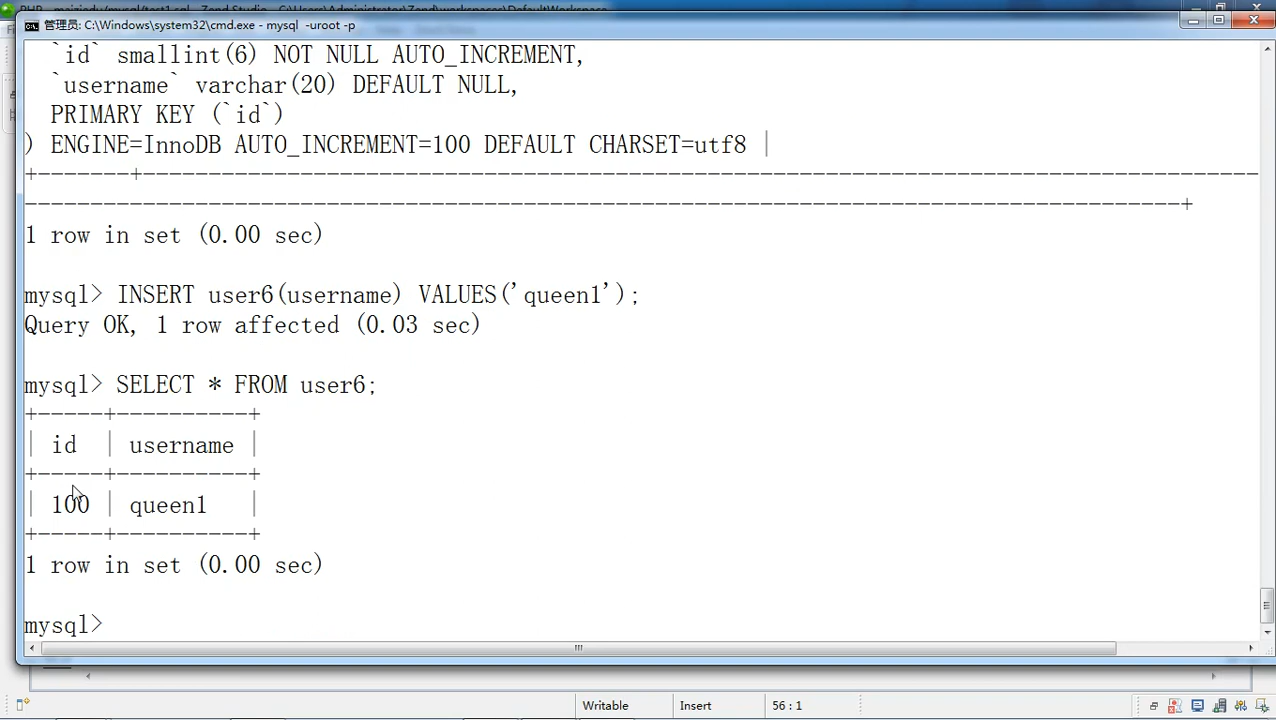 管理员: C:\Windows\system32\cmd.exe - mysql  -uroot -p
`id` smallint(6) NOT NULL AUTO_INCREMENT,
`username` varchar(20) DEFAULT NULL,
PRIMARY KEY (`id`)
) ENGINE=InnoDB AUTO_INCREMENT=100 DEFAULT CHARSET=utf8 |
+-------+--------------------------------------------------------------------------------------
-----------------------------------------------------------------------------------------+
1 row in set (0.00 sec)
mysql> INSERT user6(username) VALUES('queen1');
Query OK, 1 row affected (0.03 sec)
mysql> SELECT * FROM user6;
+-----+----------+
| id  | username |
+-----+----------+
| 100 | queen1   |
+-----+----------+
1 row in set (0.00 sec)
mysql>
Writable Insert 56 : 1